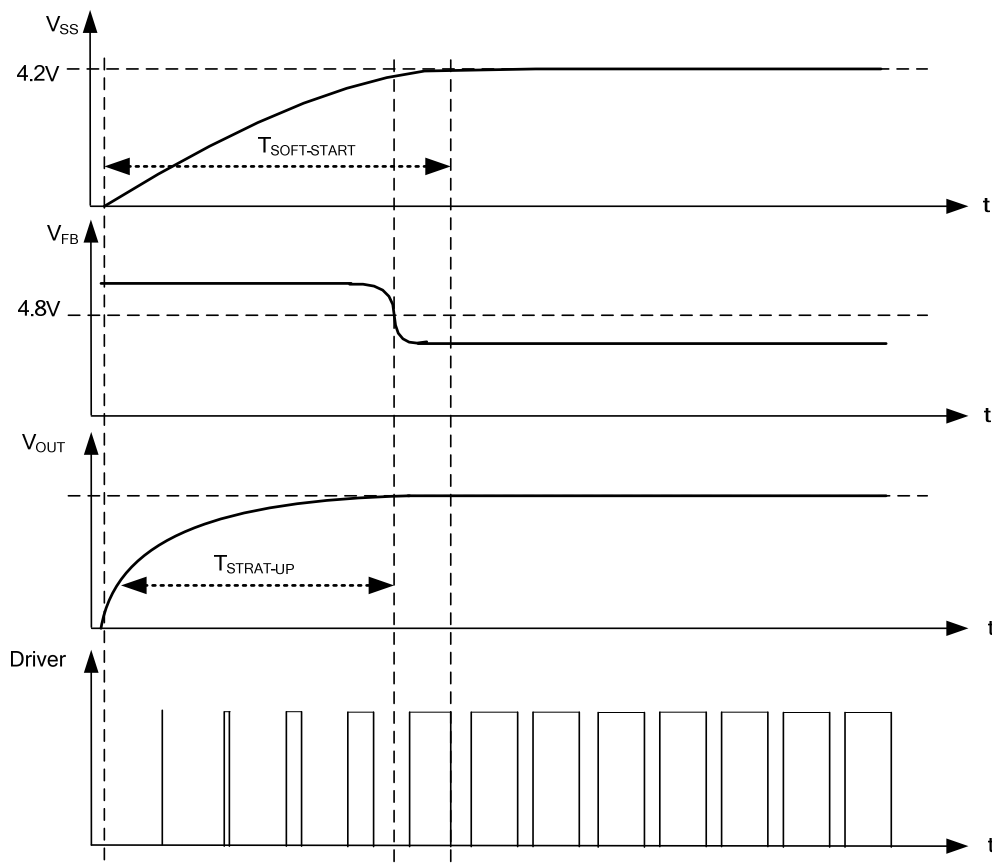 VSS
4.2V
TSOFT-START
t
VFB
4.8V
t
VOUT
TSTRAT-UP
t
Driver
t